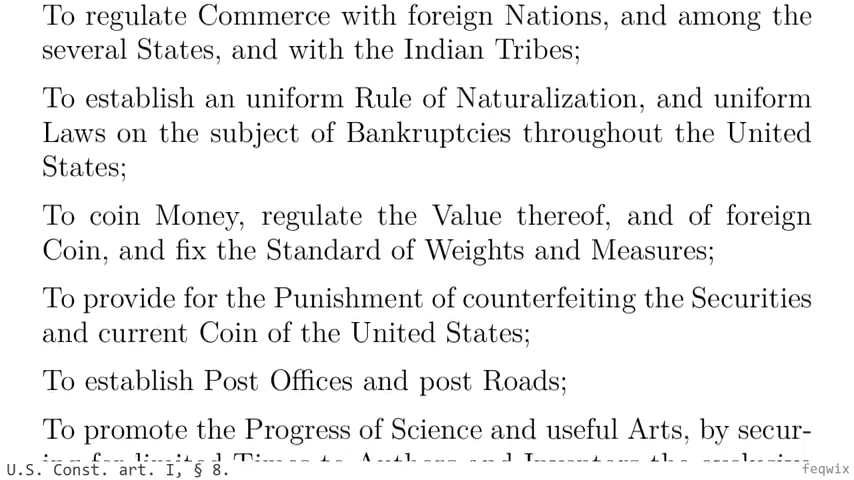 To regulate Commerce with foreign Nations, and among the
several States, and with the Indian Tribes;
To establish an uniform Rule of Naturalization, and uniform
Laws on the subject of Bankruptcies throughout the United
States;
To coin Money, regulate the Value thereof, and of foreign
Coin, and fix the Standard of Weights and Measures;
To provide for the Punishment of counterfeiting the Securities
and current Coin of the United States;
To establish Post Offices and post Roads;
To promote the Progress of Science and useful Arts, by secur-
U.S. Const. art. I, § 8.
feqwix